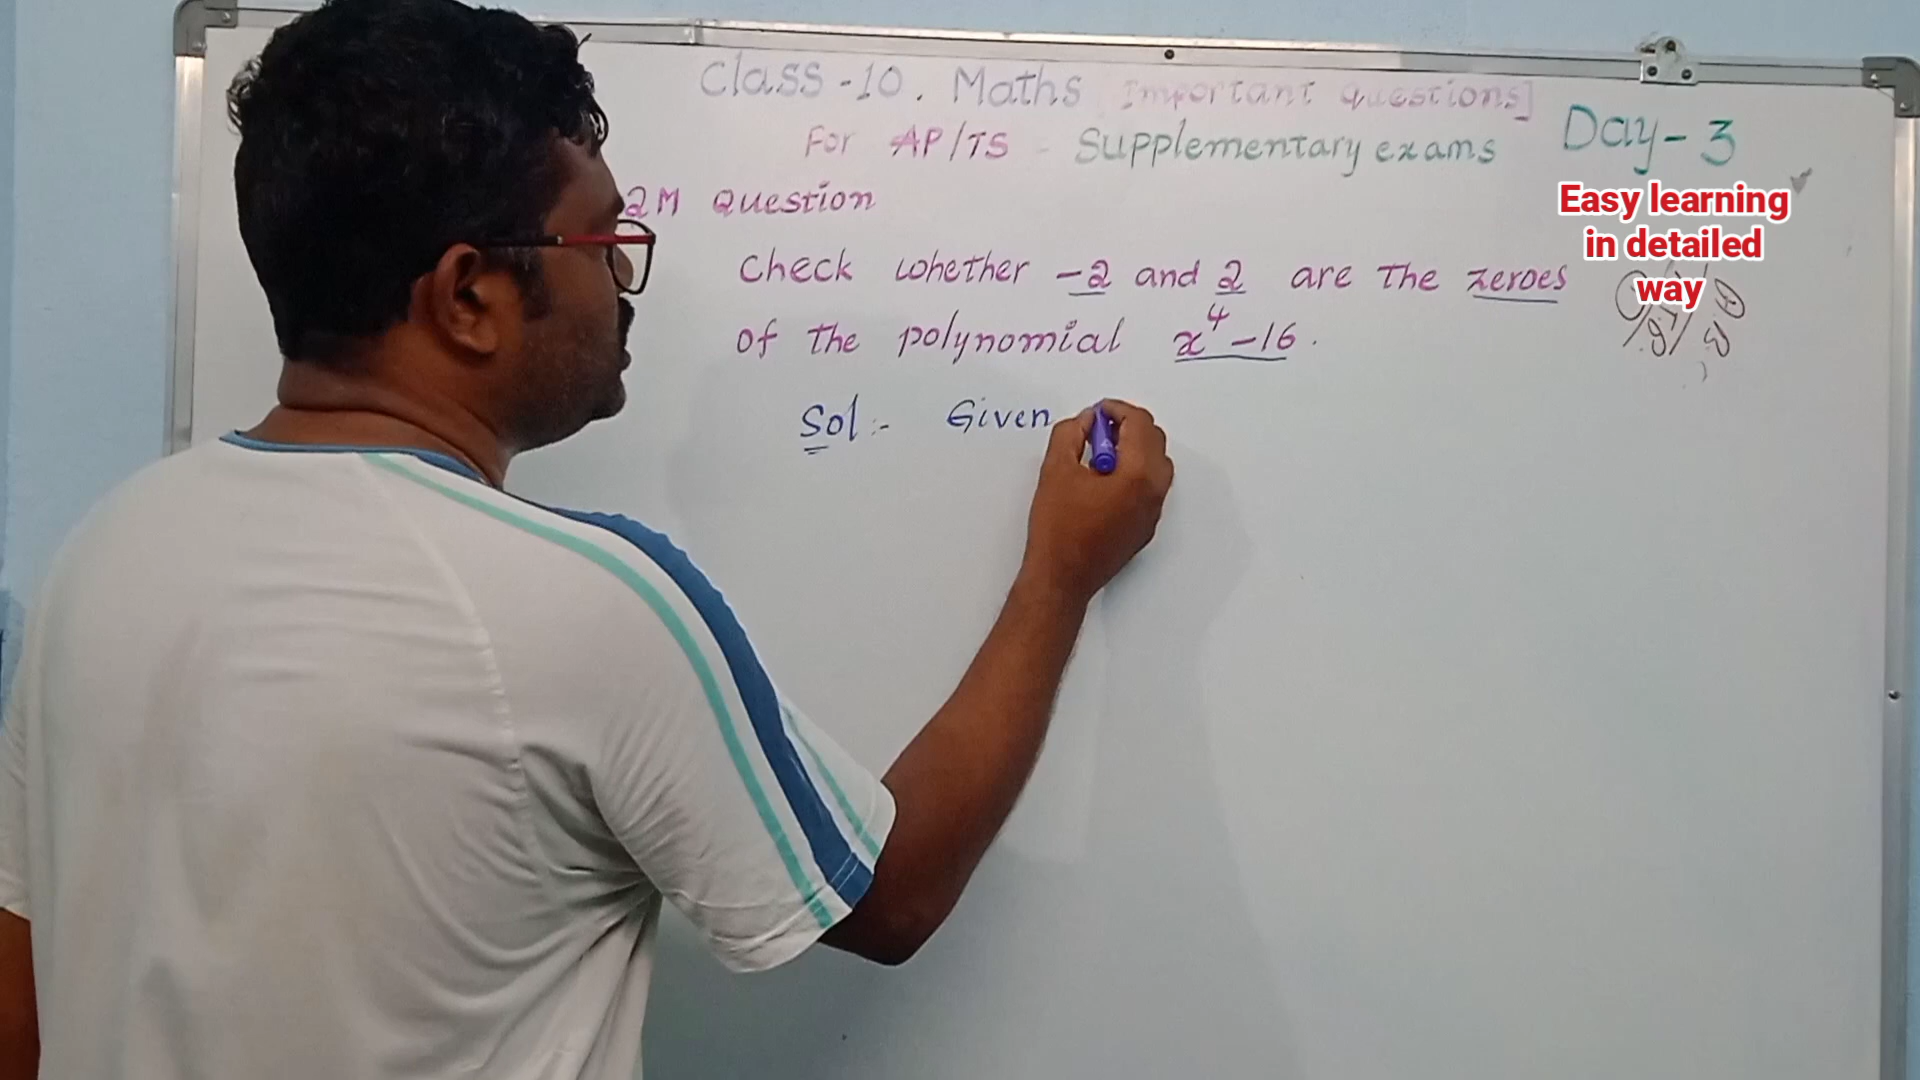 Class-10. Maths Important questions]
For AP/TS - Supplementary exams
Day-3
Easy learning
in detailed
way
2M Question
Check whether -2 and 2 are the zeroes
of the polynomial x⁴-16.
Sol:- Given